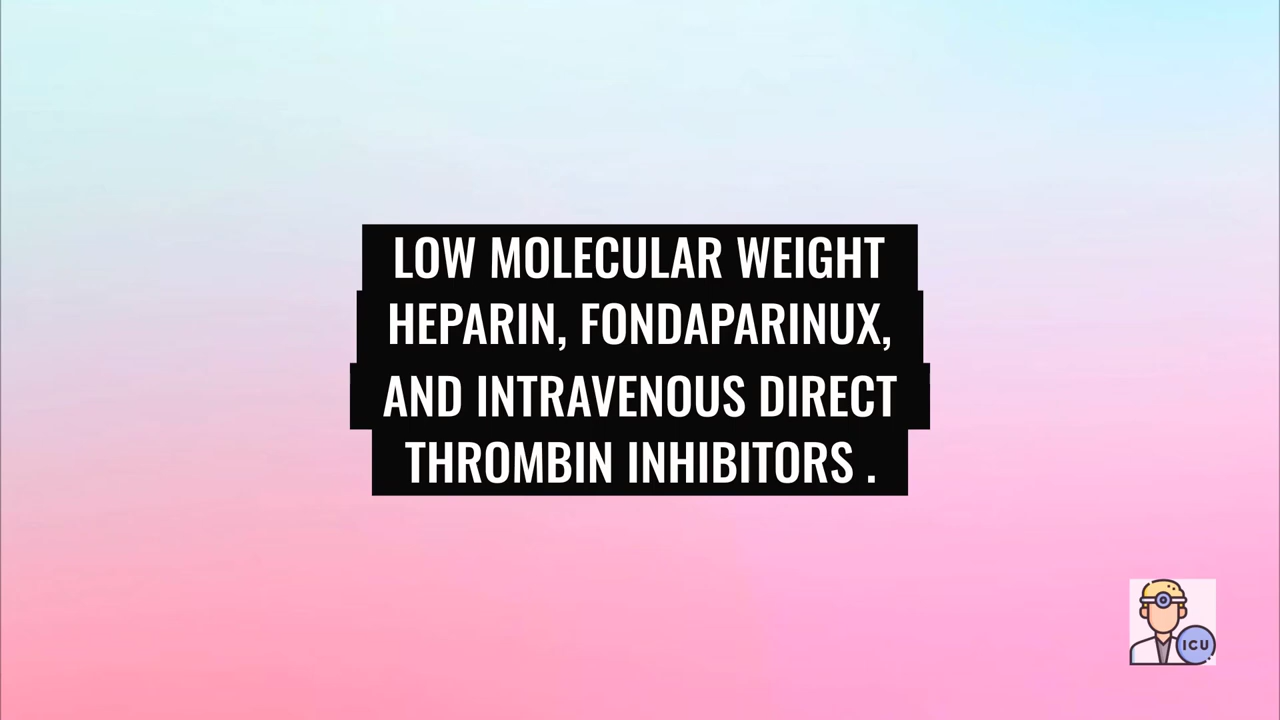 LOW MOLECULAR WEIGHT
HEPARIN, FONDAPARINUX,
AND INTRAVENOUS DIRECT
THROMBIN INHIBITORS .
ICU